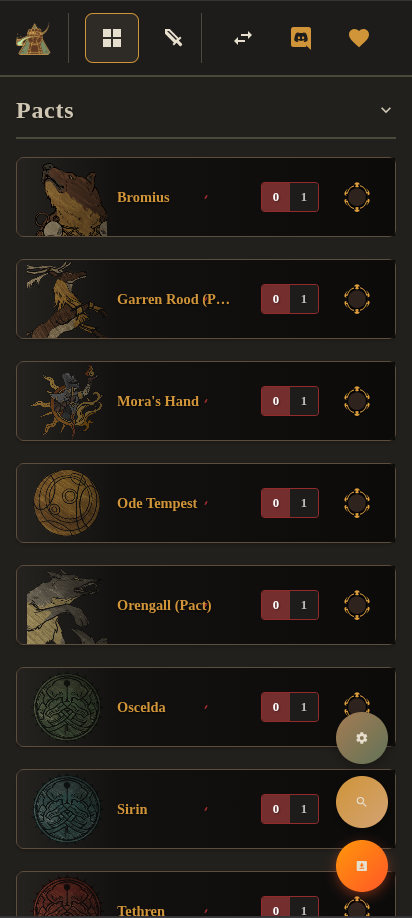 Pacts
Bromius 0 1
Garren Rood (P... 0 1
Mora's Hand 0 1
Ode Tempest 0 1
Orengall (Pact) 0 1
Oscelda 0 1
Sirin 0 1
Tethren 0 1